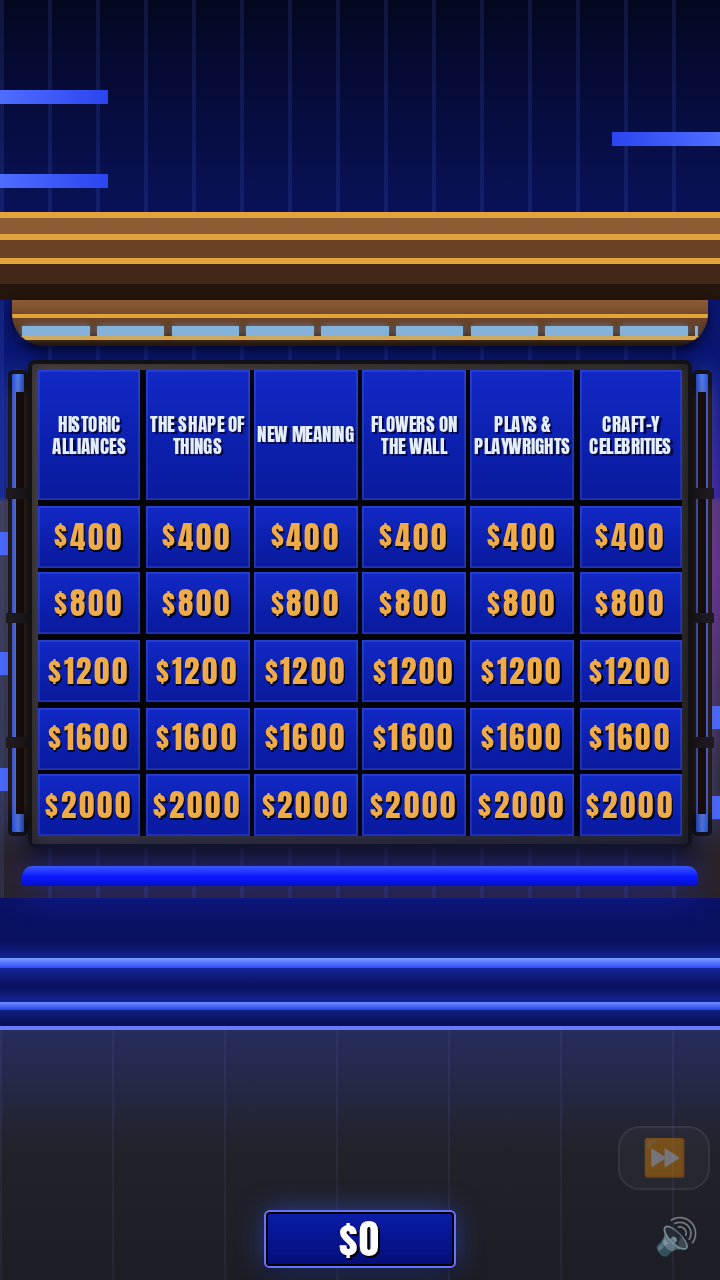 HISTORIC
ALLIANCES
THE SHAPE OF
THINGS
NEW MEANING
FLOWERS ON
THE WALL
PLAYS &
PLAYWRIGHTS
CRAFT-Y
CELEBRITIES
$400 $400 $400 $400 $400 $400
$800 $800 $800 $800 $800 $800
$1200 $1200 $1200 $1200 $1200 $1200
$1600 $1600 $1600 $1600 $1600 $1600
$2000 $2000 $2000 $2000 $2000 $2000
$0